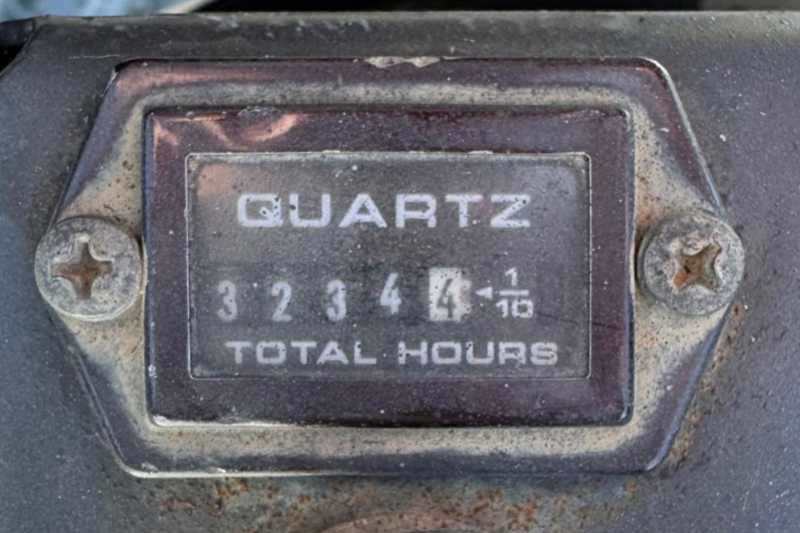 QUARTZ
3 2 3 4 4 ◄ 1/10
TOTAL HOURS